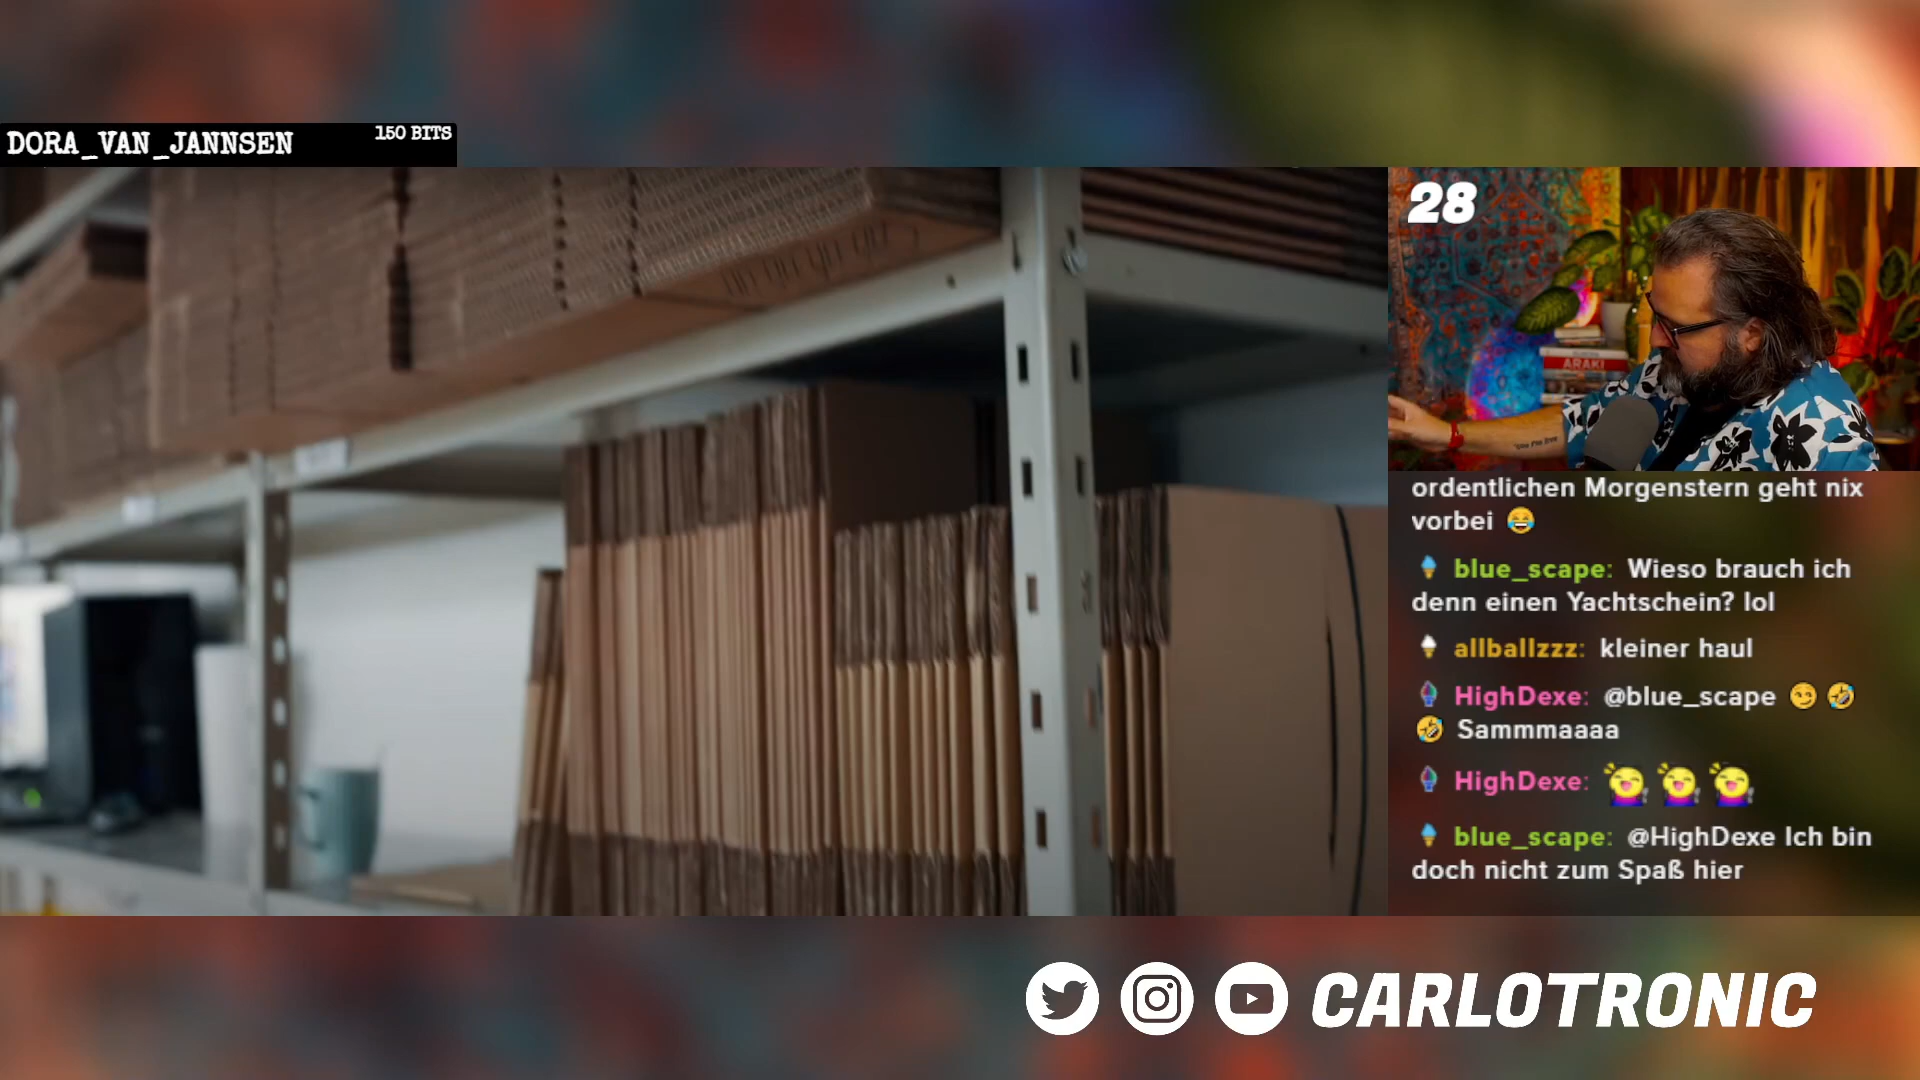 DORA_VAN_JANNSEN
150 BITS
28
ARAKI
ordentlichen Morgenstern geht nix
vorbei 😂
blue_scape: Wieso brauch ich
denn einen Yachtschein? lol
allballzzz: kleiner haul
HighDexe: @blue_scape 😏 🤣
🤣 Sammmaaaa
HighDexe:
blue_scape: @HighDexe Ich bin
doch nicht zum Spaß hier
CARLOTRONIC